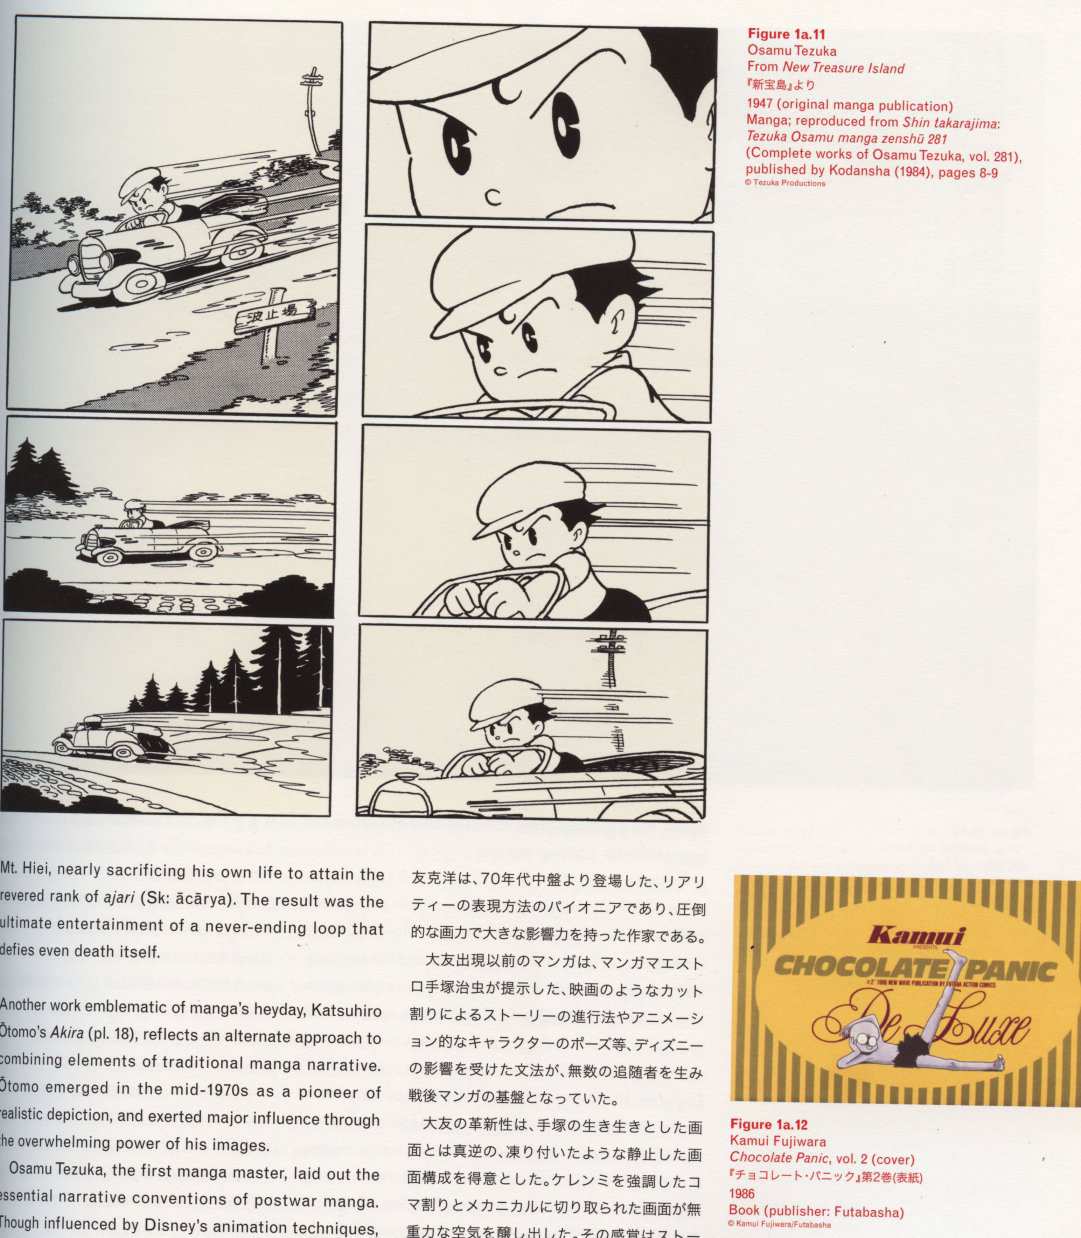 Figure 1a.11
Osamu Tezuka
From New Treasure Island
『新宝島』より
1947 (original manga publication)
Manga; reproduced from Shin takarajima:
Tezuka Osamu manga zenshū 281
(Complete works of Osamu Tezuka, vol. 281),
published by Kodansha (1984), pages 8-9
© Tezuka Productions
波止場
Mt. Hiei, nearly sacrificing his own life to attain the
revered rank of ajari (Sk: ācārya). The result was the
ultimate entertainment of a never-ending loop that
defies even death itself.
Another work emblematic of manga's heyday, Katsuhiro
Ōtomo's Akira (pl. 18), reflects an alternate approach to
combining elements of traditional manga narrative.
Ōtomo emerged in the mid-1970s as a pioneer of
realistic depiction, and exerted major influence through
the overwhelming power of his images.
Osamu Tezuka, the first manga master, laid out the
essential narrative conventions of postwar manga.
Though influenced by Disney's animation techniques,
友克洋は、70年代中盤より登場した、リアリ
ティーの表現方法のパイオニアであり、圧倒
的な画力で大きな影響力を持った作家である。
大友出現以前のマンガは、マンガマエスト
ロ手塚治虫が提示した、映画のようなカット
割りによるストーリーの進行法やアニメーシ
ョン的なキャラクターのポーズ等、ディズニー
の影響を受けた文法が、無数の追随者を生み
戦後マンガの基盤となっていた。
大友の革新性は、手塚の生き生きとした画
面とは真逆の、凍り付いたような静止した画
面構成を得意とした。ケレンミを強調したコ
マ割りとメカニカルに切り取られた画面が無
重力な空気を醸し出した。その感覚はストー
Kamui
PRESENTS
CHOCOLATE PANIC
De Luxe
Figure 1a.12
Kamui Fujiwara
Chocolate Panic, vol. 2 (cover)
『チョコレート・パニック』第2巻(表紙)
1986
Book (publisher: Futabasha)
© Kamui Fujiwara/Futabasha